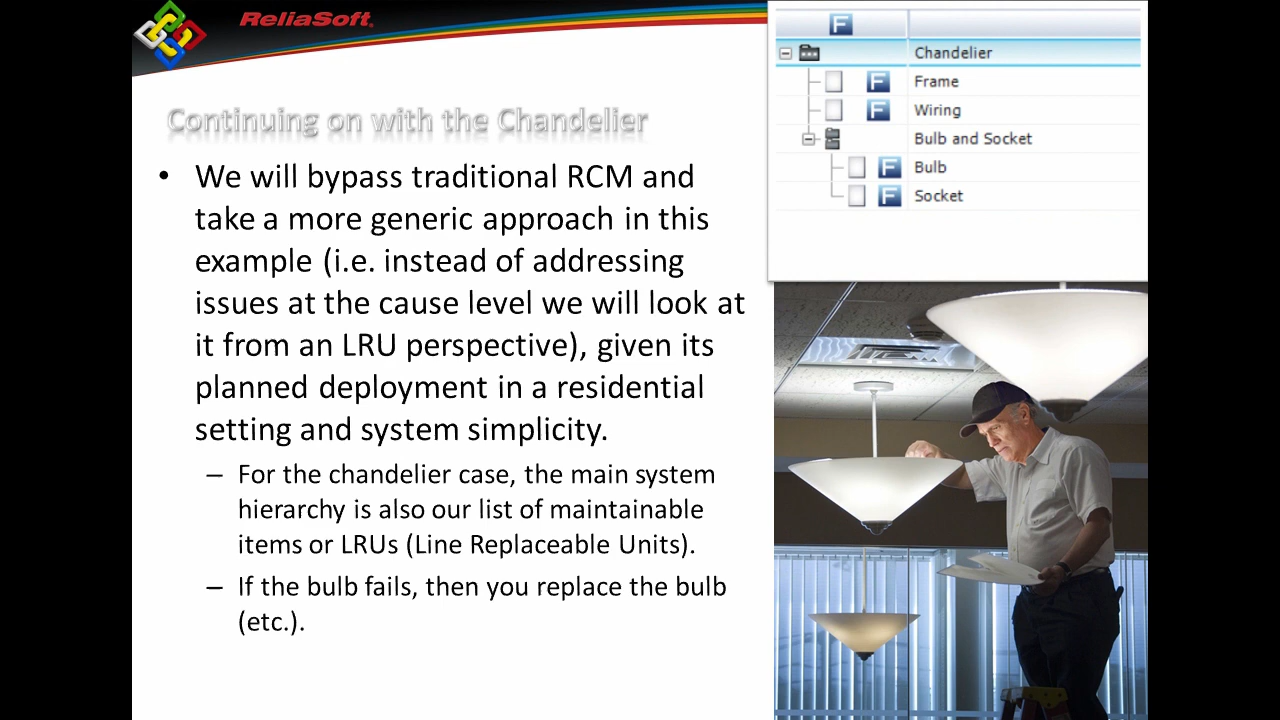 ReliaSoft
F
Chandelier
F Frame
F Wiring
Bulb and Socket
F Bulb
F Socket
Continuing on with the Chandelier
• We will bypass traditional RCM and
take a more generic approach in this
example (i.e. instead of addressing
issues at the cause level we will look at
it from an LRU perspective), given its
planned deployment in a residential
setting and system simplicity.
– For the chandelier case, the main system
hierarchy is also our list of maintainable
items or LRUs (Line Replaceable Units).
– If the bulb fails, then you replace the bulb
(etc.).